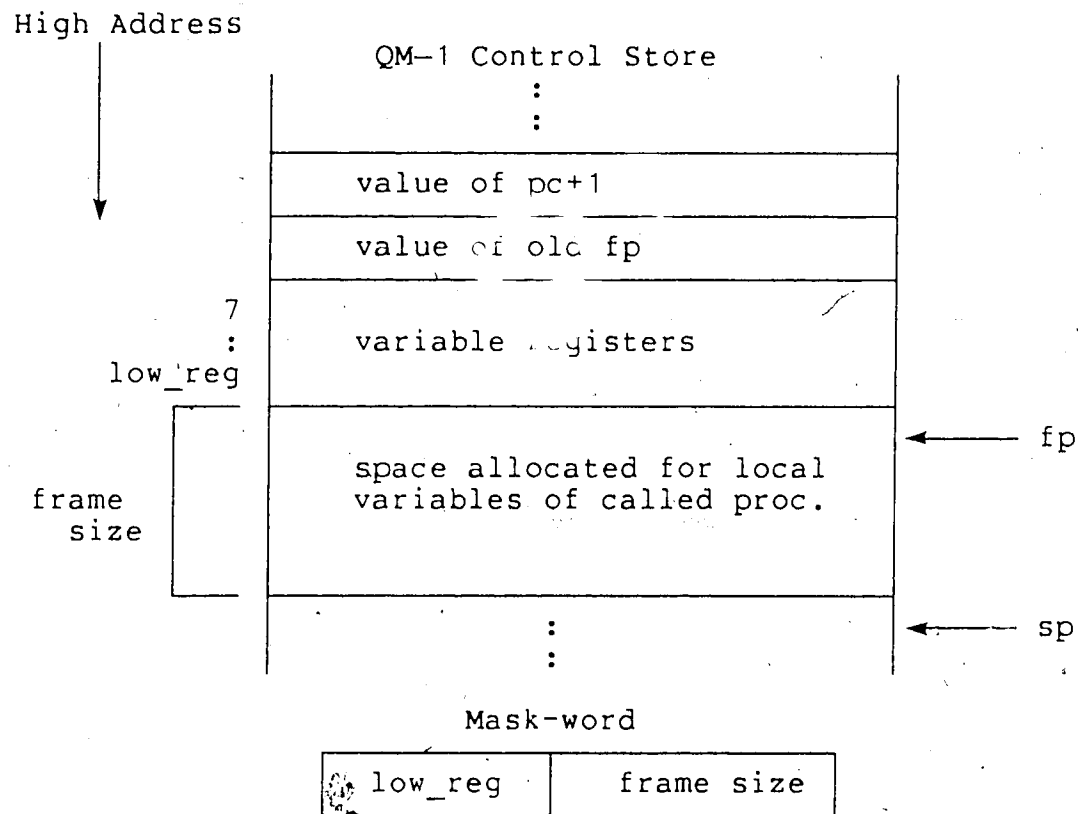 High Address
QM-1 Control Store
:
:
value of pc+1
value of old fp
7
:
low_reg
variable registers
fp
space allocated for local
variables of called proc.
frame
size
:
:
sp
Mask-word
low_reg
frame size